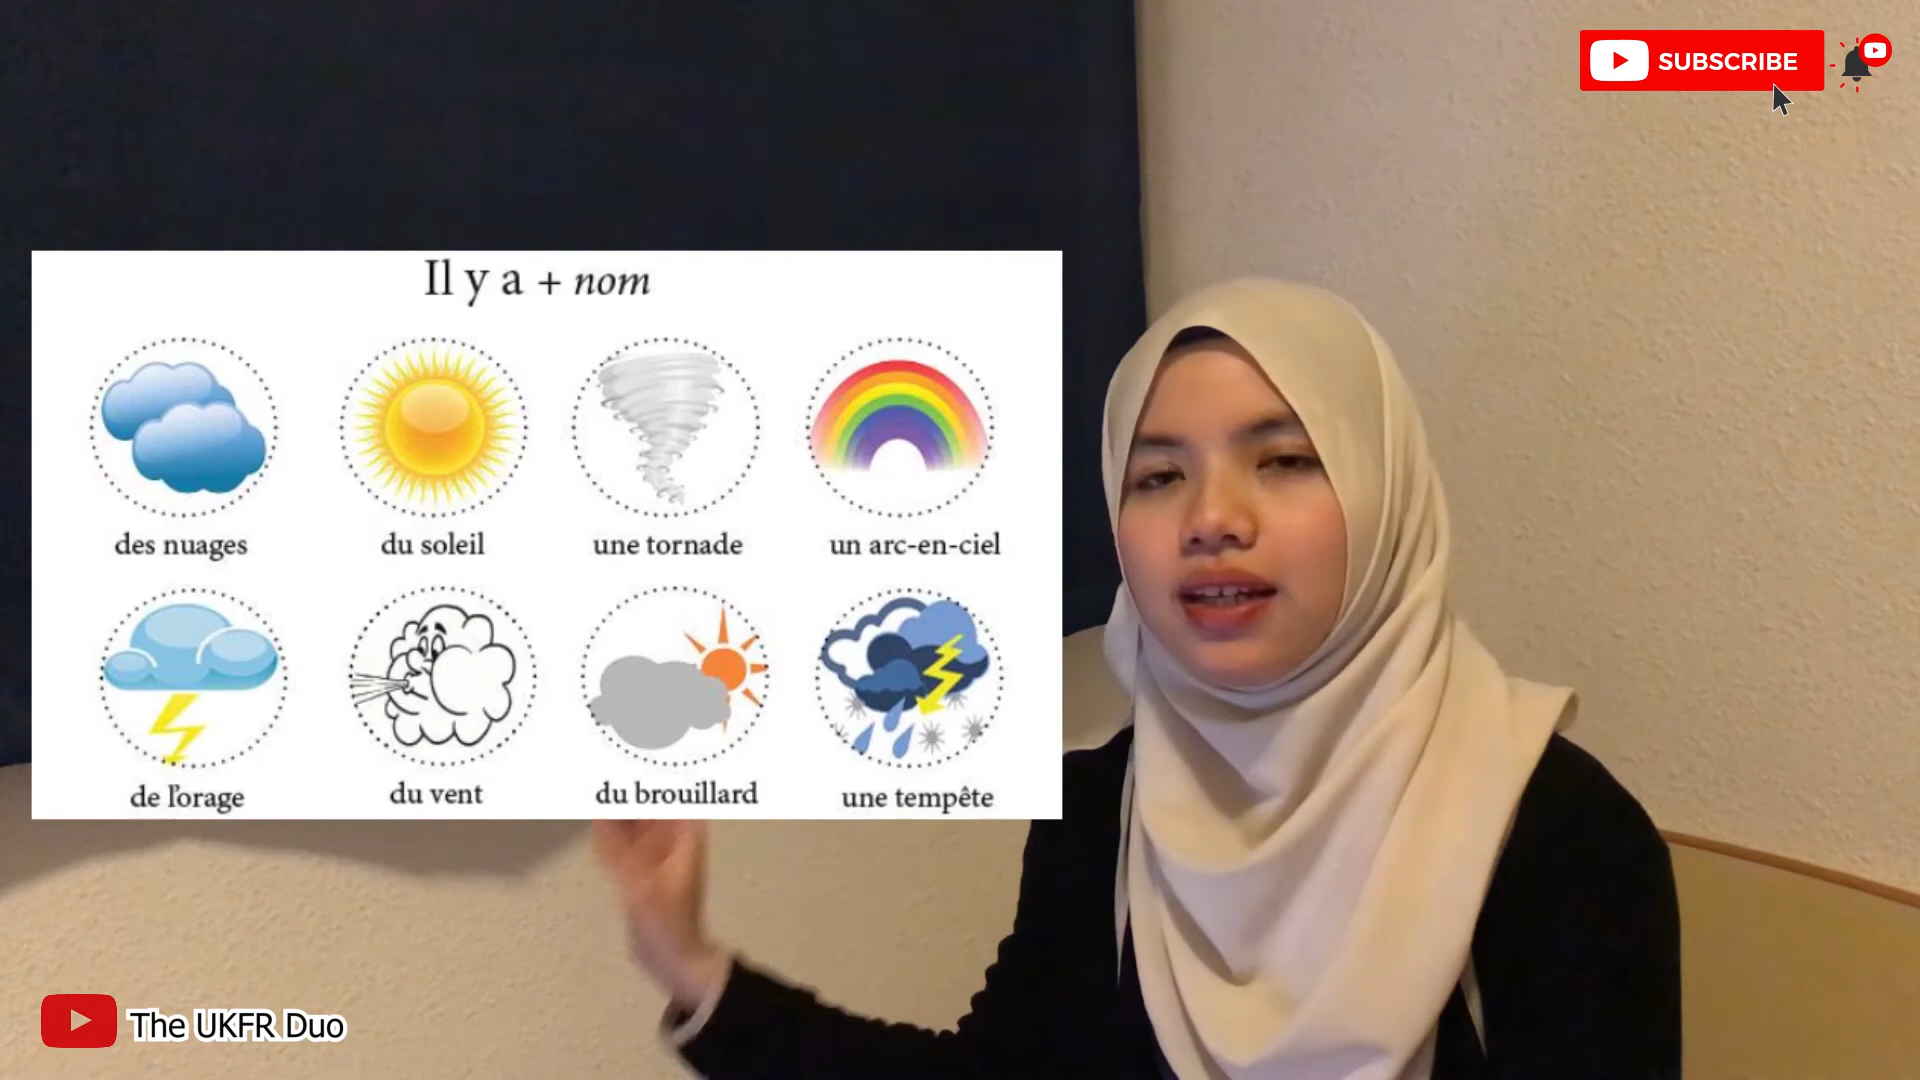 SUBSCRIBE
Il y a + nom
des nuages
du soleil
une tornade
un arc-en-ciel
de l'orage
du vent
du brouillard
une tempête
The UKFR Duo